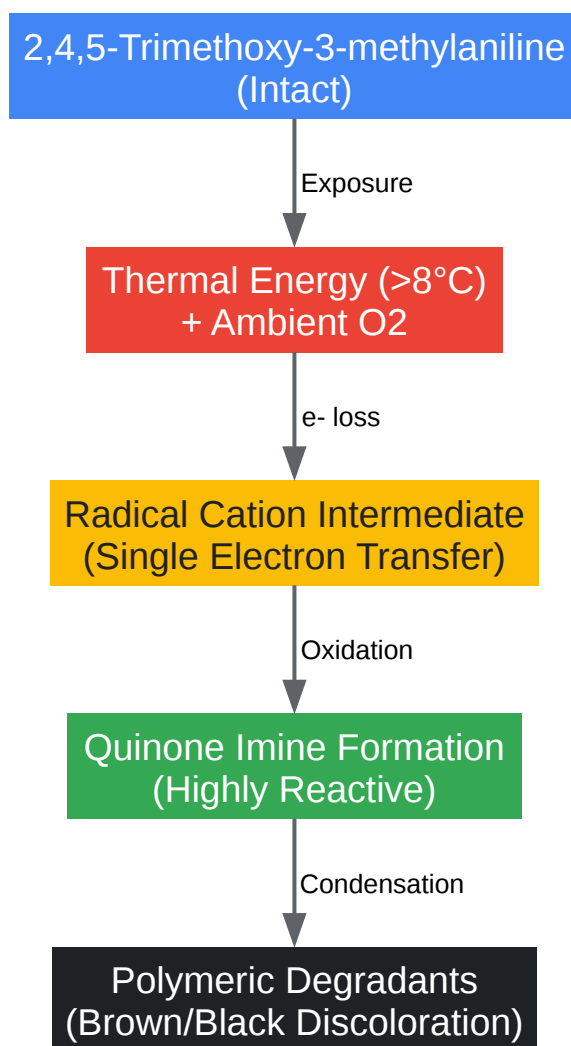 2,4,5-Trimethoxy-3-methylaniline
(Intact)
Exposure
Thermal Energy (>8°C)
+ Ambient O2
e- loss
Radical Cation Intermediate
(Single Electron Transfer)
Oxidation
Quinone Imine Formation
(Highly Reactive)
Condensation
Polymeric Degradants
(Brown/Black Discoloration)